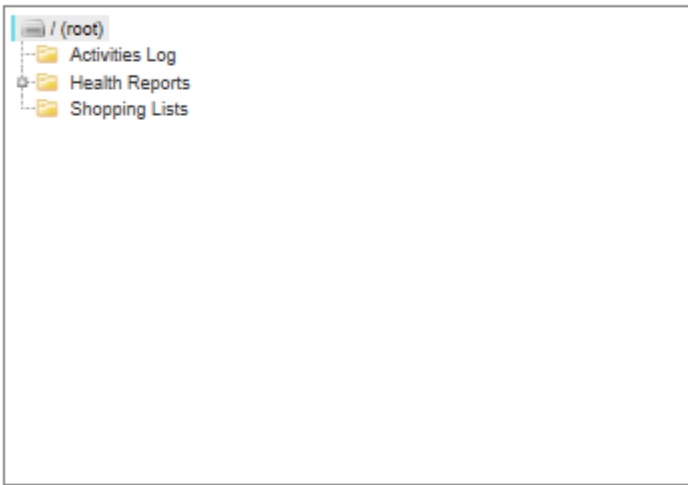 / (root)
Activities Log
Health Reports
Shopping Lists